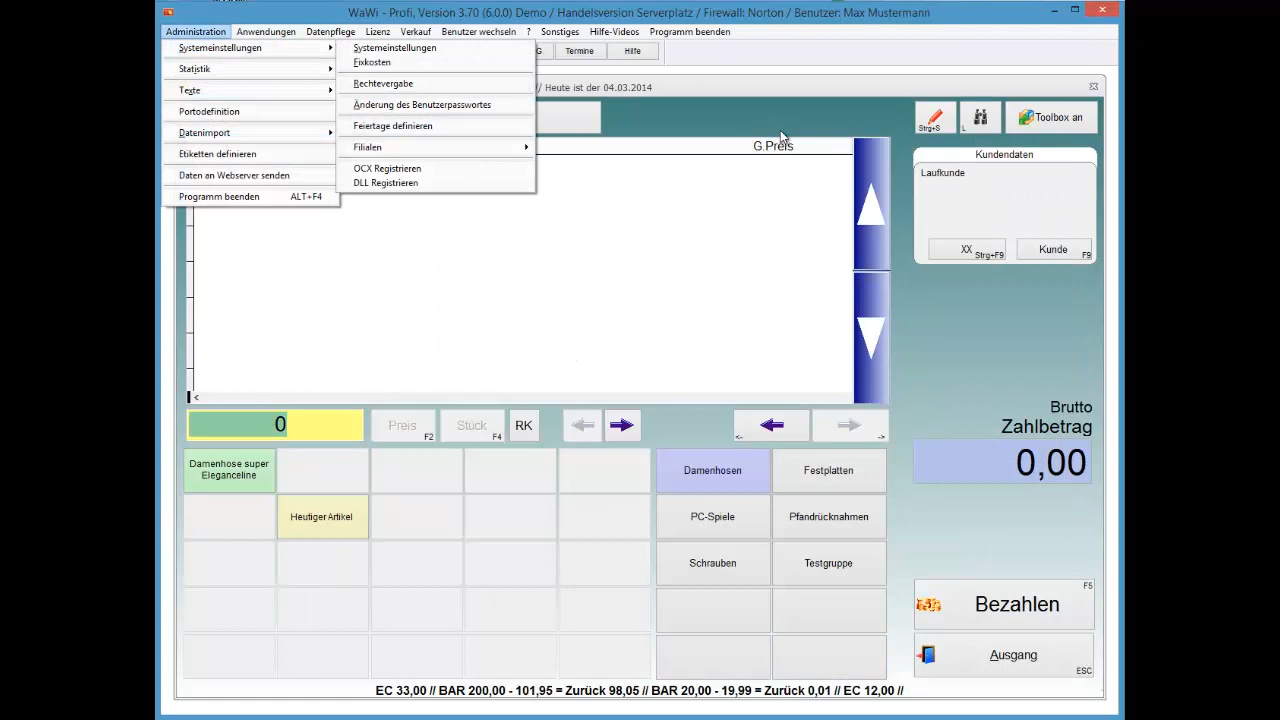 WaWi - Profi, Version 3.70 (6.0.0) Demo / Handelsversion Serverplatz / Firewall: Norton / Benutzer: Max Mustermann
Administration Anwendungen Datenpflege Lizenz Verkauf Benutzer wechseln ? Sonstiges Hilfe-Videos Programm beenden
Systemeinstellungen
Statistik
Texte
Portodefinition
Datenimport
Etiketten definieren
Daten an Webserver senden
Programm beenden ALT+F4
Systemeinstellungen
Fixkosten
Rechtevergabe
Änderung des Benutzerpasswortes
Feiertage definieren
Filialen
OCX Registrieren
DLL Registrieren
G Termine Hilfe
// Heute ist der 04.03.2014
Strg+S
L
Toolbox an
G.Preis
Kundendaten
Laufkunde
XX Strg+F9
Kunde F9
<
0
Preis F2
Stück F4
RK
<-
->
Brutto
Zahlbetrag
0,00
Damenhose super
Eleganceline
Heutiger Artikel
Damenhosen Festplatten
PC-Spiele Pfandrücknahmen
Schrauben Testgruppe
Bezahlen F5
Ausgang ESC
EC 33,00 // BAR 200,00 - 101,95 = Zurück 98,05 // BAR 20,00 - 19,99 = Zurück 0,01 // EC 12,00 //